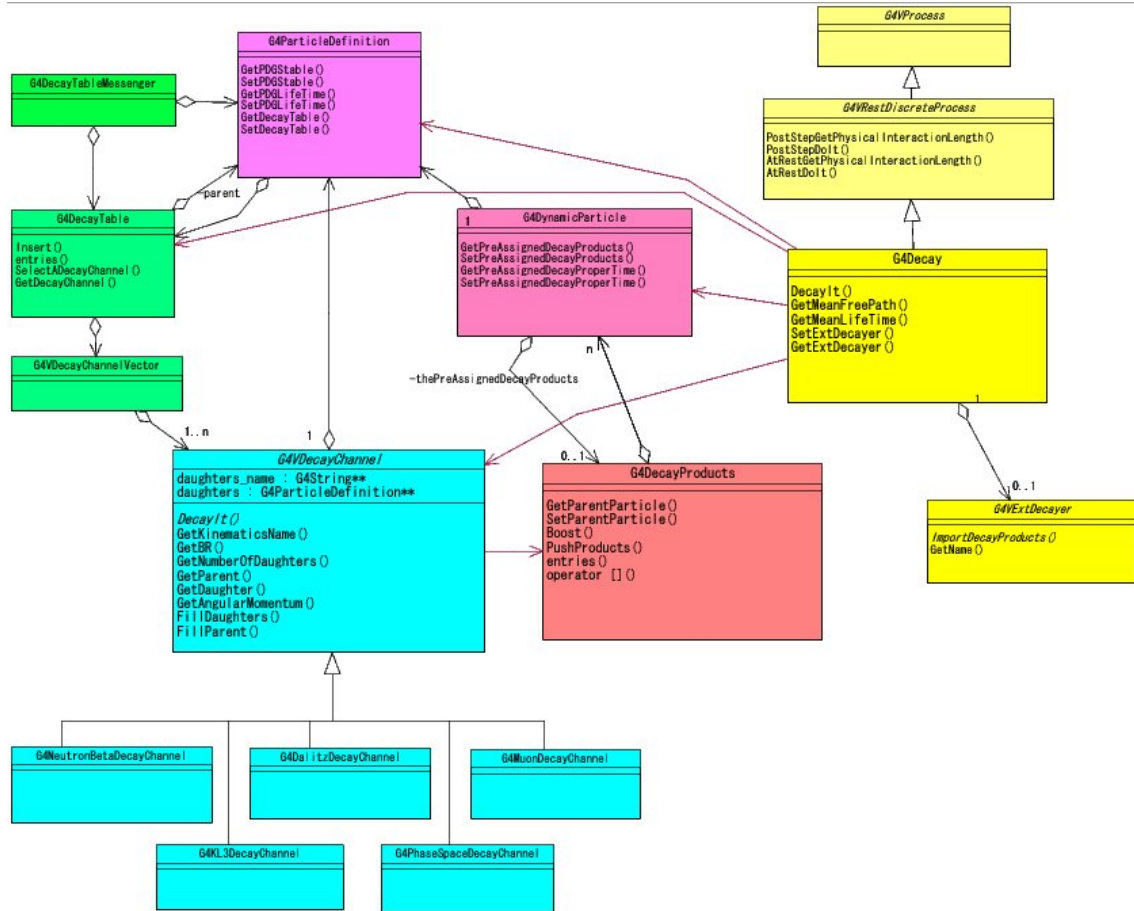 G4VProcess
G4ParticleDefinition
GetPDGStable()
SetPDGStable()
GetPDGLifeTime()
SetPDGLifeTime()
GetDecayTable()
SetDecayTable()
G4DecayTableMessenger
G4VRestDiscreteProcess
PostStepGetPhysicalInteractionLength()
PostStepDoIt()
AtRestGetPhysicalInteractionLength()
AtRestDoIt()
-parent
G4DecayTable
Insert()
entries()
SelectADecayChannel()
GetDecayChannel()
1
G4DynamicParticle
GetPreAssignedDecayProducts()
SetPreAssignedDecayProducts()
GetPreAssignedDecayProperTime()
SetPreAssignedDecayProperTime()
G4Decay
DecayIt()
GetMeanFreePath()
GetMeanLifeTime()
SetExtDecayer()
GetExtDecayer()
G4VDecayChannelVector
n
-thePreAssignedDecayProducts
1
1..n
1
0..1
0..1
G4VDecayChannel
daughters_name : G4String**
daughters : G4ParticleDefinition**
DecayIt()
GetKinematicsName()
GetBR()
GetNumberOfDaughters()
GetParent()
GetDaughter()
GetAngularMomentum()
FillDaughters()
FillParent()
G4DecayProducts
GetParentParticle()
SetParentParticle()
Boost()
PushProducts()
entries()
operator []()
G4VExtDecayer
ImportDecayProducts()
GetName()
G4NeutronBetaDecayChannel
G4DalitzDecayChannel
G4MuonDecayChannel
G4KL3DecayChannel
G4PhaseSpaceDecayChannel